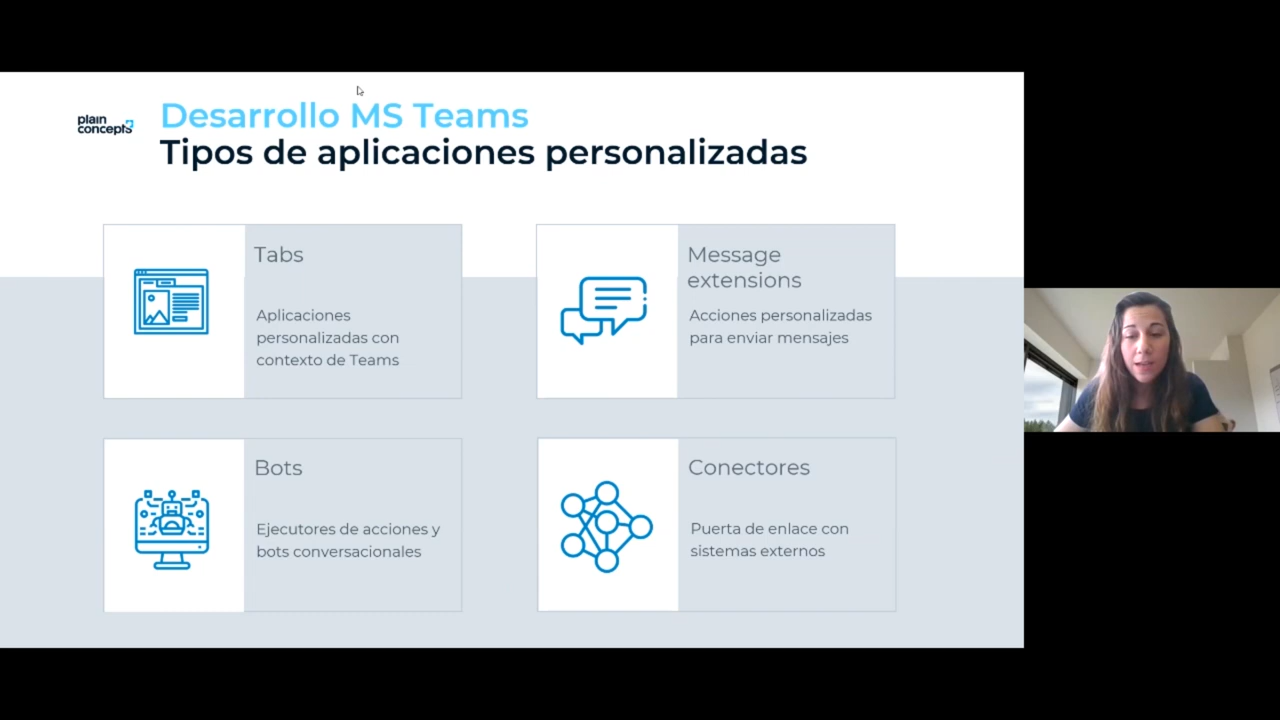 plain
concepts
Desarrollo MS Teams
Tipos de aplicaciones personalizadas
Tabs
Aplicaciones
personalizadas con
contexto de Teams
Message
extensions
Acciones personalizadas
para enviar mensajes
Bots
Ejecutores de acciones y
bots conversacionales
Conectores
Puerta de enlace con
sistemas externos